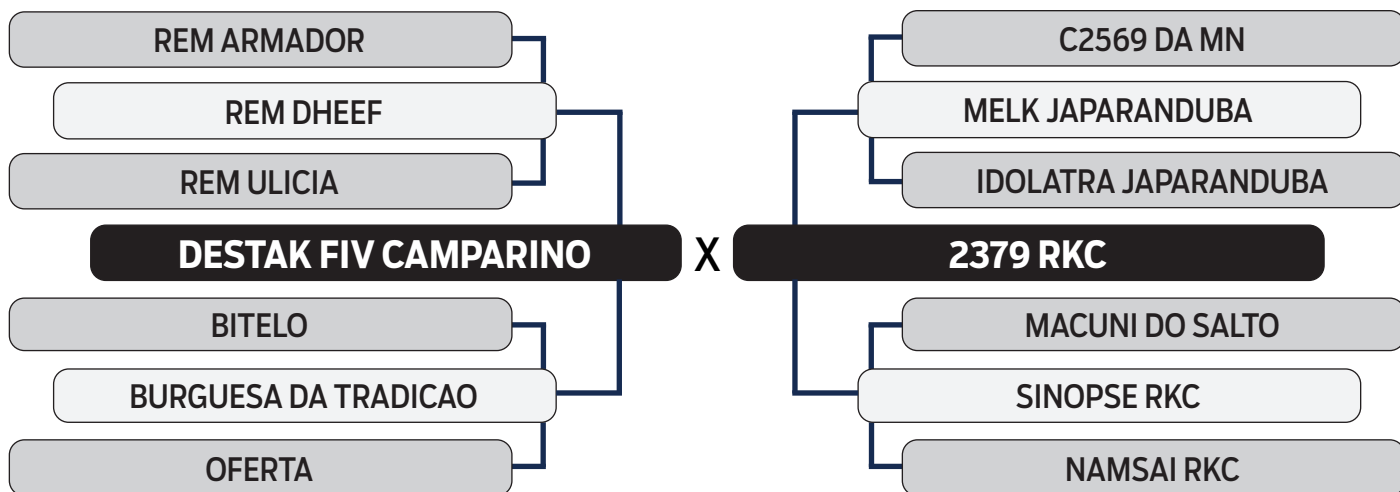 REM ARMADOR
REM DHEEF
REM ULICIA
DESTAK FIV CAMPARINO
BITELO
BURGUESA DA TRADICAO
OFERTA
X
C2569 DA MN
MELK JAPARANDUBA
IDOLATRA JAPARANDUBA
2379 RKC
MACUNI DO SALTO
SINOPSE RKC
NAMSAI RKC